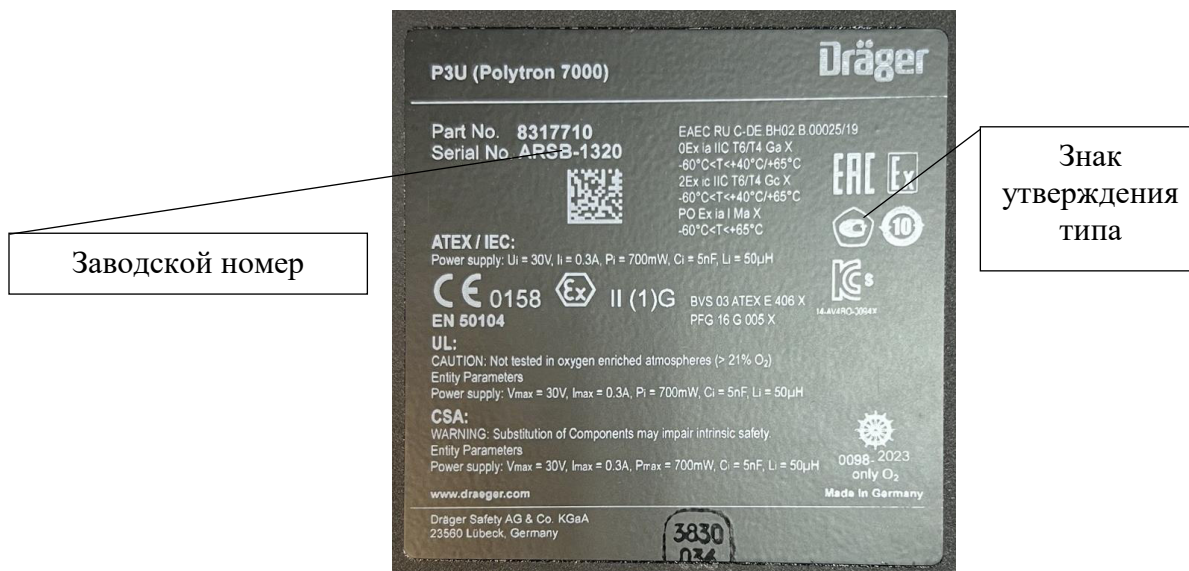 Dräger
P3U (Polytron 7000)
Part No. 8317710
Serial No. ARSB-1320
EAEC RU C-DE BH02 B.00025/19
0Ex ia IIC T6/T4 Ga X
-60°C<T<+40°C/+65°C
2Ex ic IIC T6/T4 Gc X
-60°C<T<+40°C/+65°C
PO Ex ia I Ma X
-60°C<T<+65°C
EAC Ex
10
Знак
утверждения
типа
Заводской номер
ATEX / IEC:
Power supply: Ui = 30V, Ii = 0.3A, Pi = 700mW, Ci = 5nF, Li = 50µH
CE 0158 Ex II (1)G
BVS 03 ATEX E 406 X
PFG 16 G 005 X
EN 50104
UL:
CAUTION: Not tested in oxygen enriched atmospheres (> 21% O₂)
Entity Parameters
Power supply: Vmax = 30V, Imax = 0.3A, Pi = 700mW, Ci = 5nF, Li = 50µH
CSA:
WARNING: Substitution of Components may impair intrinsic safety.
Entity Parameters
Power supply: Vmax = 30V, Imax = 0.3A, Pmax = 700mW, Ci = 5nF, Li = 50µH
0098- 2023
only O₂
www.draeger.com
Made in Germany
Dräger Safety AG & Co. KGaA
23560 Lübeck, Germany
3830
034